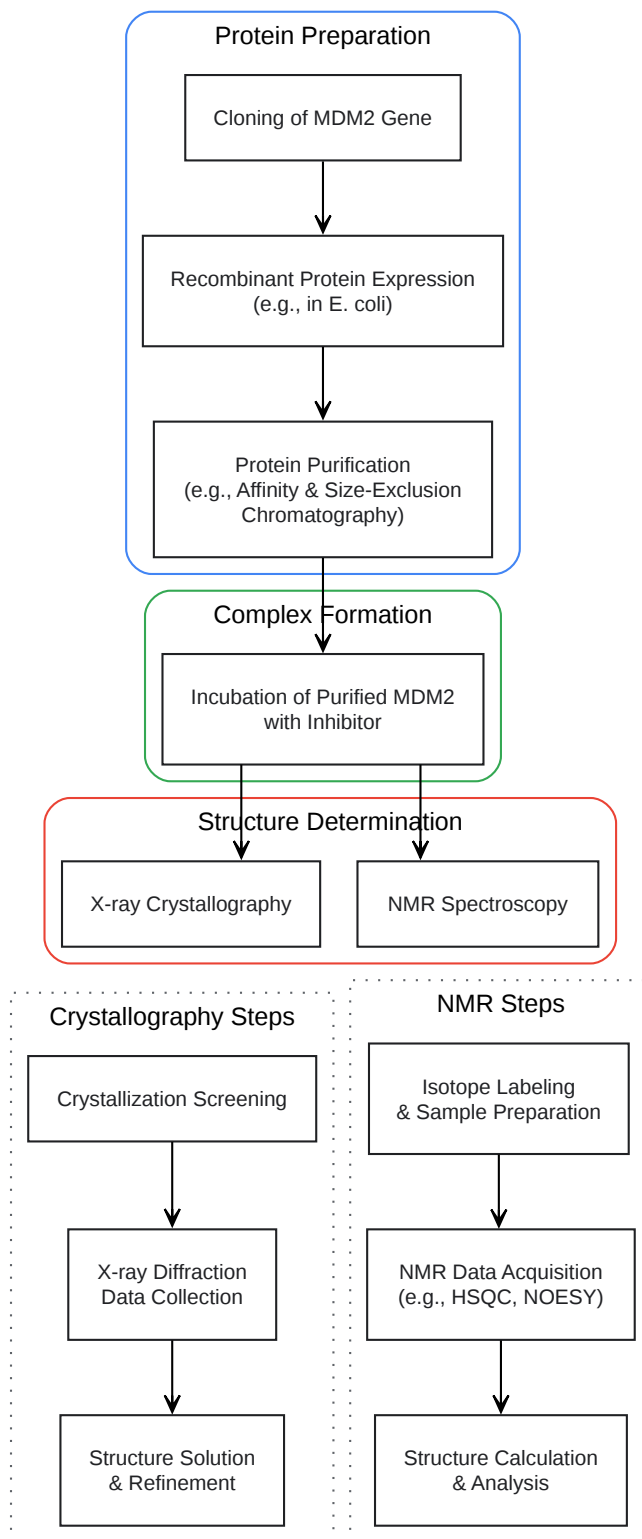 Protein Preparation
Cloning of MDM2 Gene
Recombinant Protein Expression
(e.g., in E. coli)
Protein Purification
(e.g., Affinity & Size-Exclusion
Chromatography)
Complex Formation
Incubation of Purified MDM2
with Inhibitor
Structure Determination
X-ray Crystallography
NMR Spectroscopy
Crystallography Steps
Crystallization Screening
X-ray Diffraction
Data Collection
Structure Solution
& Refinement
NMR Steps
Isotope Labeling
& Sample Preparation
NMR Data Acquisition
(e.g., HSQC, NOESY)
Structure Calculation
& Analysis